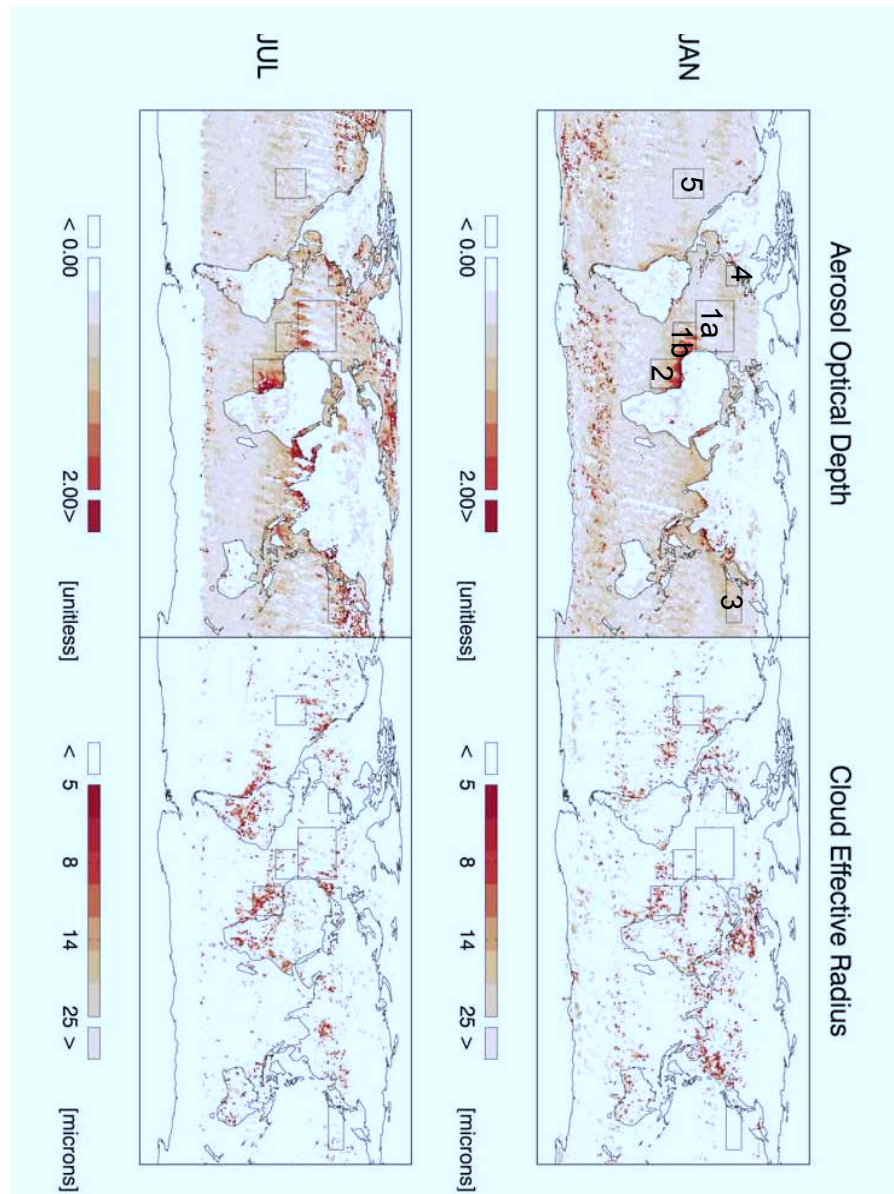 Aerosol Optical Depth
Cloud Effective Radius
JAN
5
4
1a
1b
2
3
< 0.00
2.00>
[unitless]
<
5
8
14
25
>
[microns]
JUL
< 0.00
2.00>
[unitless]
<
5
8
14
25
>
[microns]